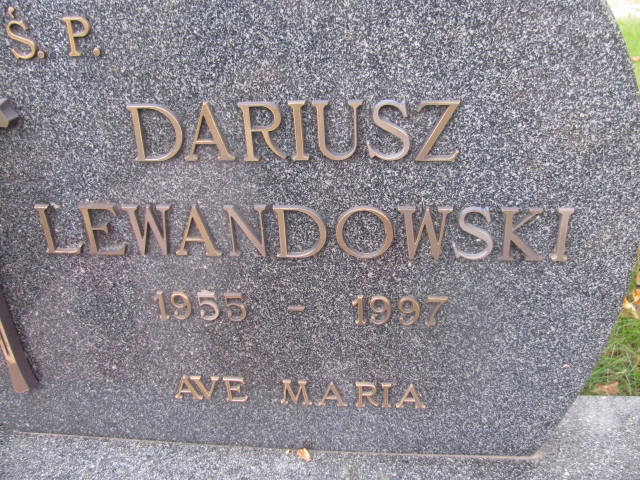 Ś. P.
DARIUSZ
LEWANDOWSKI
1955 - 1997
AVE MARIA